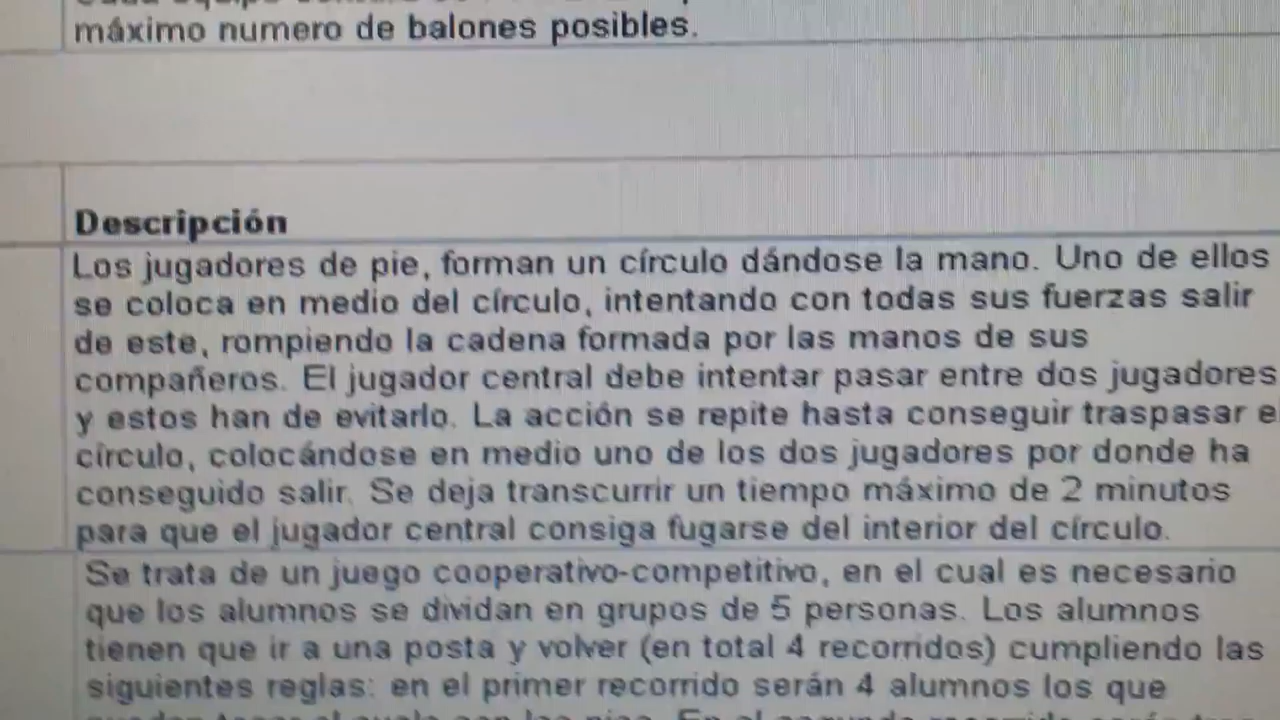 máximo numero de balones posibles.
Descripción
Los jugadores de pie, forman un círculo dándose la mano. Uno de ellos
se coloca en medio del círculo, intentando con todas sus fuerzas salir
de este, rompiendo la cadena formada por las manos de sus
compañeros. El jugador central debe intentar pasar entre dos jugadores
y estos han de evitarlo. La acción se repite hasta conseguir traspasar e
círculo, colocándose en medio uno de los dos jugadores por donde ha
conseguido salir. Se deja transcurrir un tiempo máximo de 2 minutos
para que el jugador central consiga fugarse del interior del círculo.
Se trata de un juego cooperativo-competitivo, en el cual es necesario
que los alumnos se dividan en grupos de 5 personas. Los alumnos
tienen que ir a una posta y volver (en total 4 recorridos) cumpliendo las
siguientes reglas: en el primer recorrido serán 4 alumnos los que